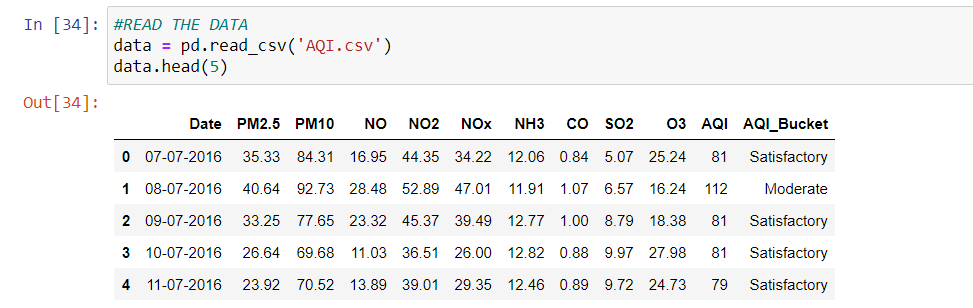 In [34]: #READ THE DATA
data = pd.read_csv('AQI.csv')
data.head(5)
Out[34]:
Date PM2.5 PM10 NO NO2 NOx NH3 CO SO2 O3 AQI AQI_Bucket
0 07-07-2016 35.33 84.31 16.95 44.35 34.22 12.06 0.84 5.07 25.24 81 Satisfactory
1 08-07-2016 40.64 92.73 28.48 52.89 47.01 11.91 1.07 6.57 16.24 112 Moderate
2 09-07-2016 33.25 77.65 23.32 45.37 39.49 12.77 1.00 8.79 18.38 81 Satisfactory
3 10-07-2016 26.64 69.68 11.03 36.51 26.00 12.82 0.88 9.97 27.98 81 Satisfactory
4 11-07-2016 23.92 70.52 13.89 39.01 29.35 12.46 0.89 9.72 24.73 79 Satisfactory